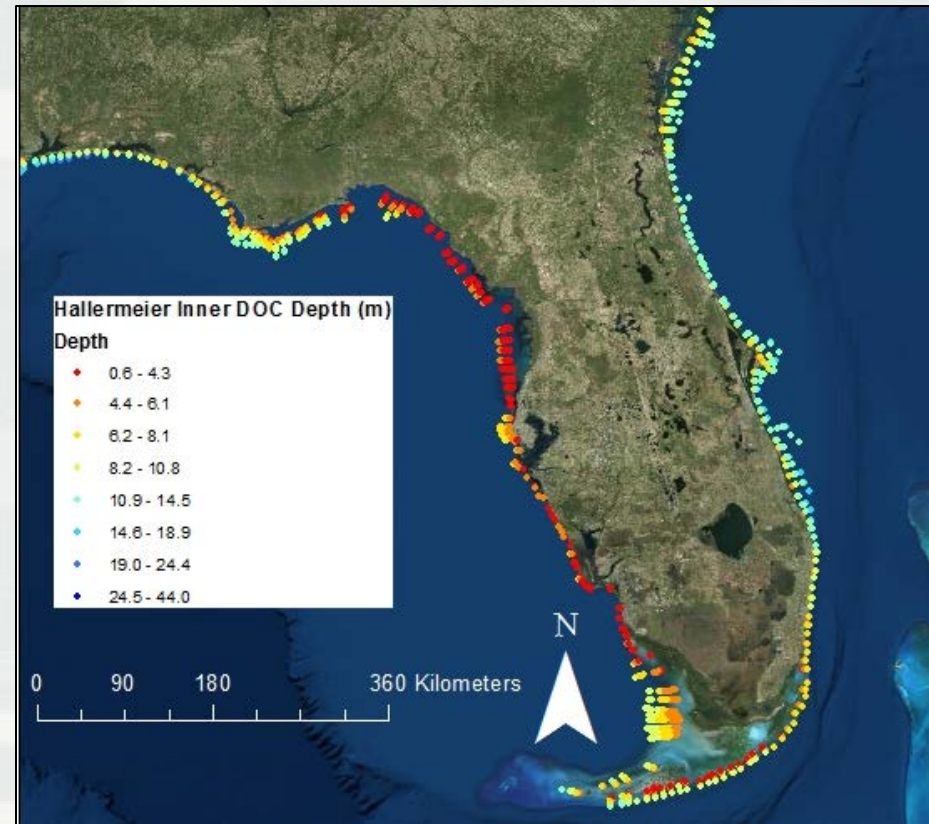 Hallermeier Inner DOC Depth (m)
Depth
0.6 - 4.3
4.4 - 6.1
6.2 - 8.1
8.2 - 10.8
10.9 - 14.5
14.6 - 18.9
19.0 - 24.4
24.5 - 44.0
N
0 90 180 360 Kilometers